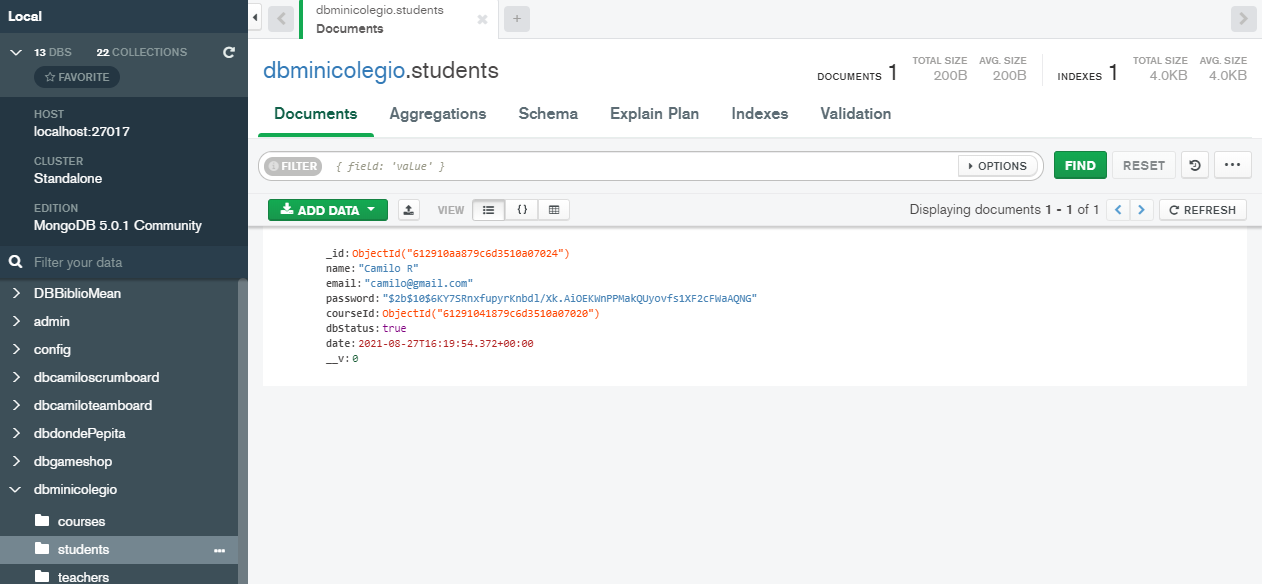 Local
13 DBS 22 COLLECTIONS
FAVORITE
HOST
localhost:27017
CLUSTER
Standalone
EDITION
MongoDB 5.0.1 Community
Filter your data
DBBiblioMean
admin
config
dbcamiloscrumboard
dbcamiloteamboard
dbdondePepita
dbgameshop
dbminicolegio
courses
students
teachers
dbminicolegio.students
Documents
dbminicolegio.students
DOCUMENTS 1
TOTAL SIZE
200B
AVG. SIZE
200B
INDEXES 1
TOTAL SIZE
4.0KB
AVG. SIZE
4.0KB
Documents Aggregations Schema Explain Plan Indexes Validation
FILTER { field: 'value' } OPTIONS FIND RESET
ADD DATA VIEW {} Displaying documents 1 - 1 of 1 REFRESH
_id: ObjectId("612910aa879c6d3510a07024")
name: "Camilo R"
email: "camilo@gmail.com"
password: "$2b$10$6KY7SRnxfupyrKnbdl/Xk.AiOEKWnPPMakQUyovfs1XF2cFWaAQNG"
courseId: ObjectId("61291041879c6d3510a07020")
dbStatus: true
date: 2021-08-27T16:19:54.372+00:00
__v: 0